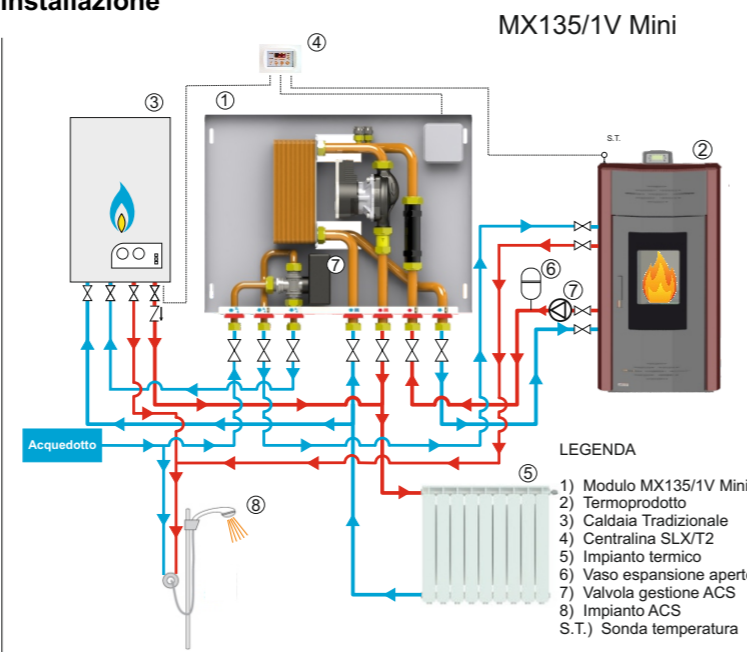 Installazione
MX135/1V Mini
4
3
1
S.T.
2
7
6
7
Acquedotto
5
8
LEGENDA
1) Modulo MX135/1V Mini
2) Termoprodotto
3) Caldaia Tradizionale
4) Centralina SLX/T2
5) Impianto termico
6) Vaso espansione aperto
7) Valvola gestione ACS
8) Impianto ACS
S.T.) Sonda temperatura